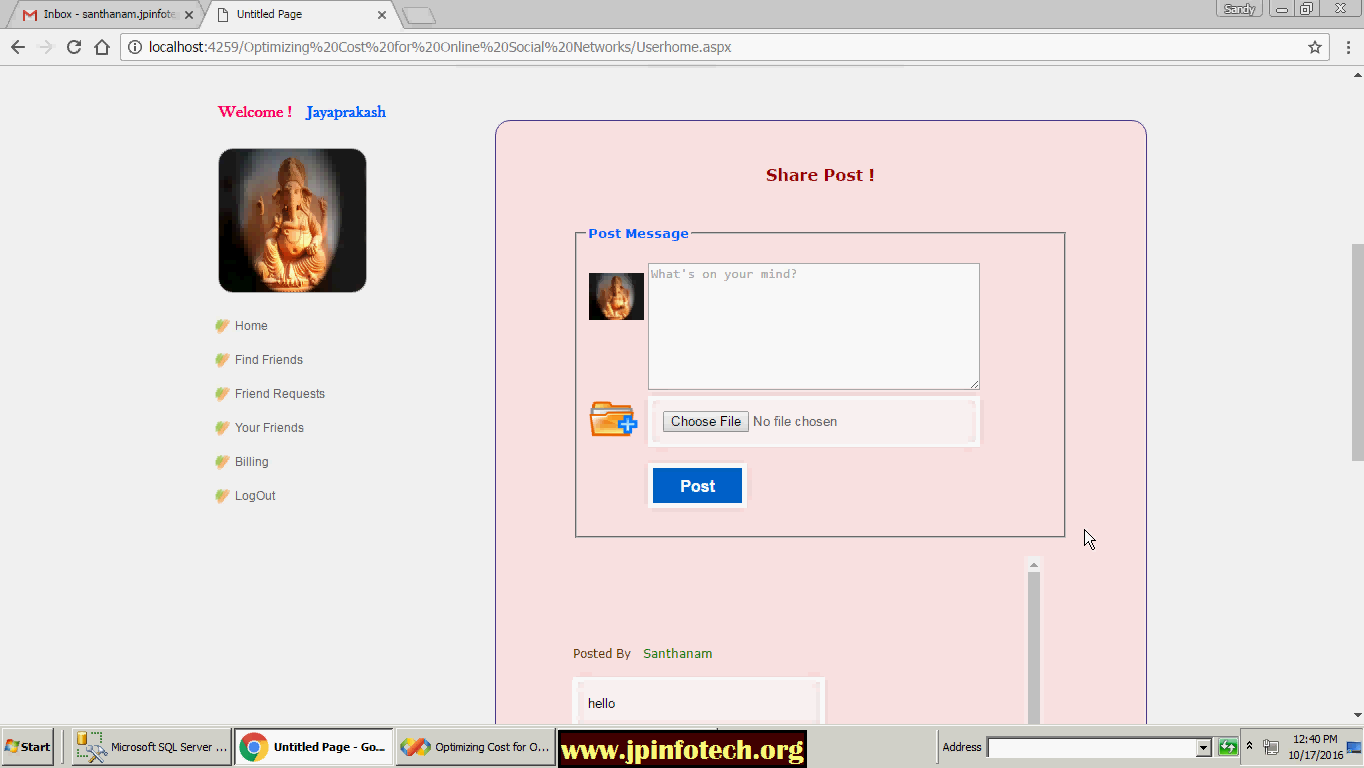 Inbox - santhanam.jpinfote
Untitled Page
Sandy
localhost:4259/Optimizing%20Cost%20for%20Online%20Social%20Networks/Userhome.aspx
Welcome ! Jayaprakash
Share Post !
Post Message
What's on your mind?
Home
Find Friends
Friend Requests
Your Friends
Billing
LogOut
Choose File No file chosen
Post
Posted By Santhanam
hello
Start
Microsoft SQL Server ...
Untitled Page - Go...
Optimizing Cost for O...
www.jpinfotech.org
Address
12:40 PM
10/17/2016